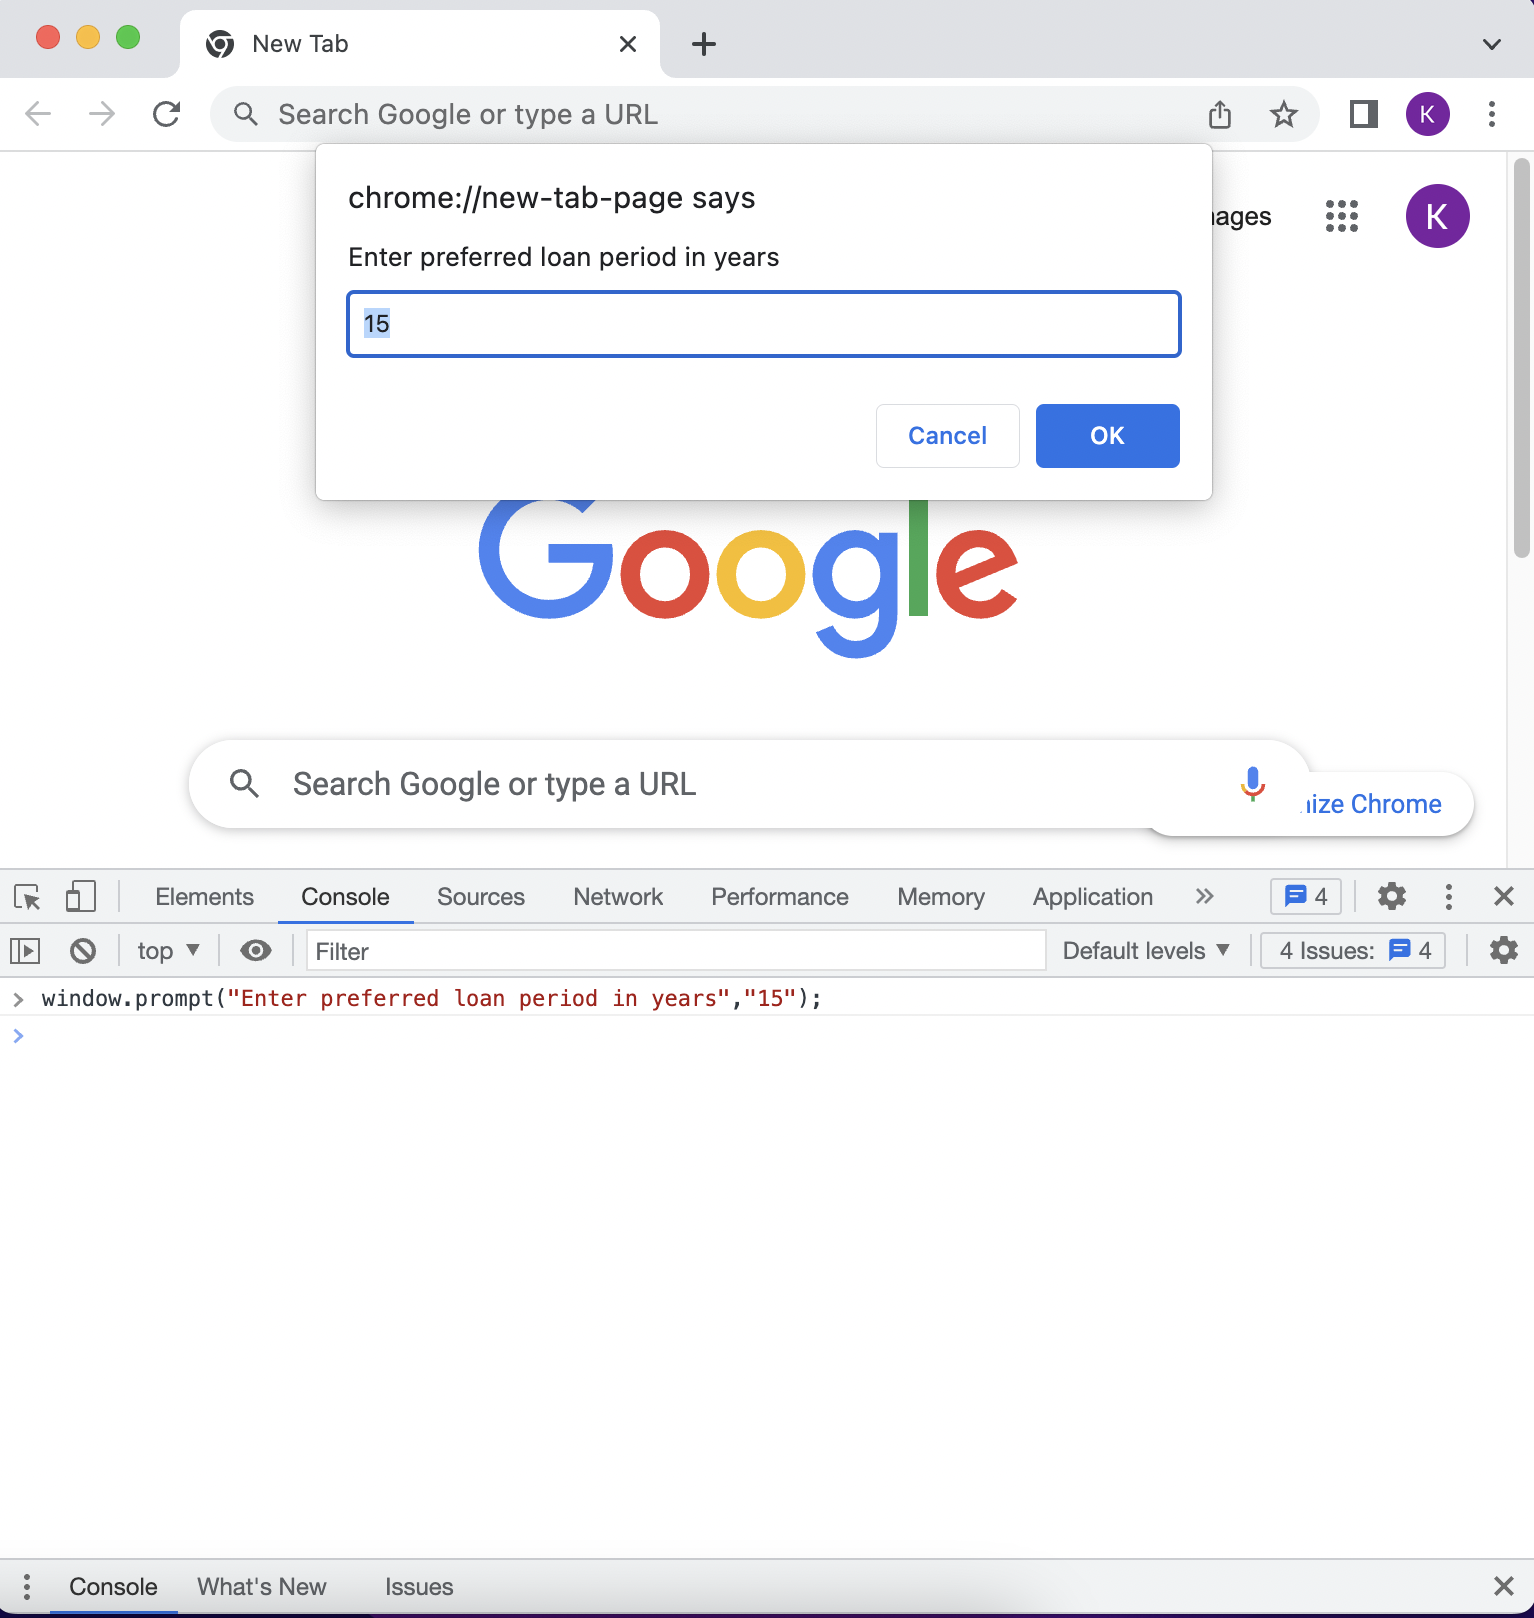 New Tab
Search Google or type a URL
K
chrome://new-tab-page says
Enter preferred loan period in years
15
Cancel
OK
K
Google
Search Google or type a URL
Chrome
Elements
Console
Sources
Network
Performance
Memory
Application
4
top
Filter
Default levels
4 Issues:
4
window.prompt("Enter preferred loan period in years","15");
Console
What's New
Issues